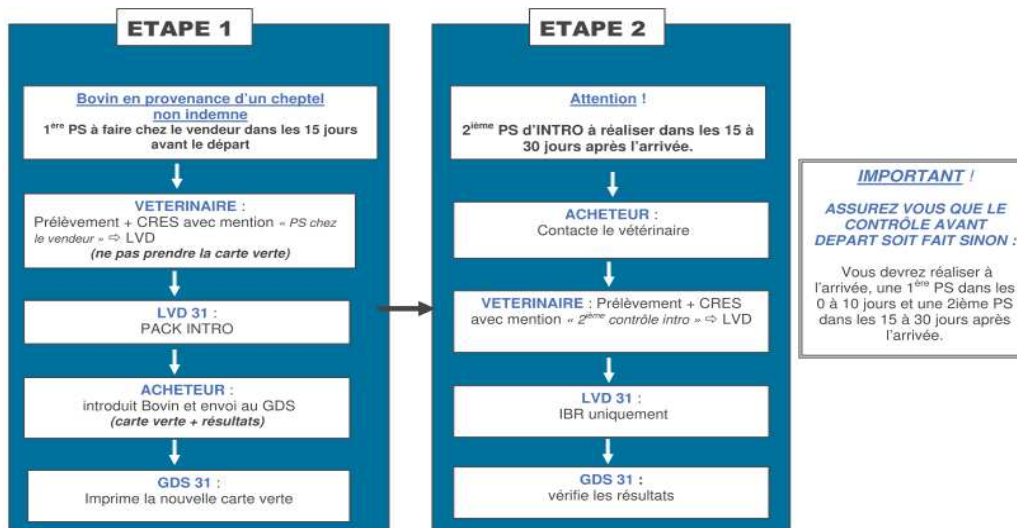 ETAPE 1
Bovin en provenance d'un cheptel
non indemne
1ère PS à faire chez le vendeur dans les 15 jours
avant le départ
VETERINAIRE :
Prélèvement + CRES avec mention « PS chez
le vendeur » ⇨ LVD
(ne pas prendre la carte verte)
LVD 31 :
PACK INTRO
ACHETEUR :
introduit Bovin et envoi au GDS
(carte verte + résultats)
GDS 31 :
Imprime la nouvelle carte verte
ETAPE 2
Attention !
2ième PS d'INTRO à réaliser dans les 15 à
30 jours après l'arrivée.
ACHETEUR :
Contacte le vétérinaire
VETERINAIRE : Prélèvement + CRES
avec mention « 2ième contrôle intro » ⇨ LVD
LVD 31 :
IBR uniquement
GDS 31 :
vérifie les résultats
IMPORTANT !
ASSUREZ VOUS QUE LE
CONTRÔLE AVANT
DEPART SOIT FAIT SINON :
Vous devrez réaliser à
l'arrivée, une 1ère PS dans les
0 à 10 jours et une 2ième PS
dans les 15 à 30 jours après
l'arrivée.